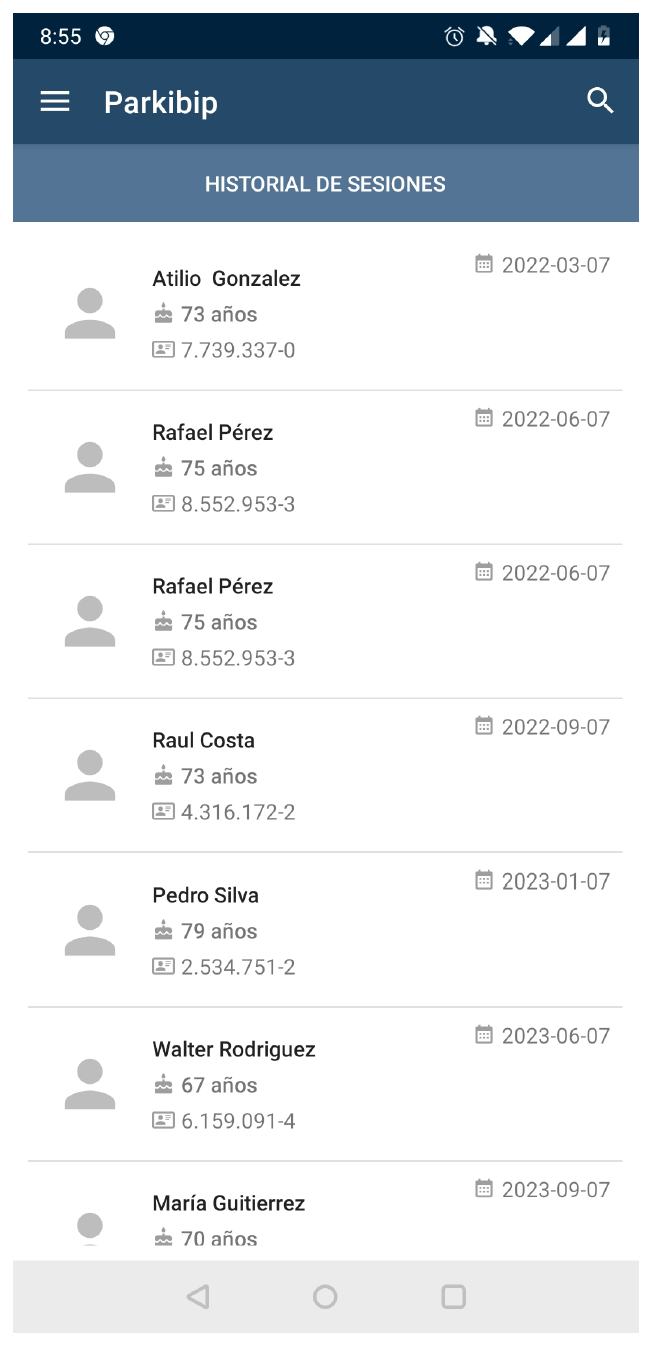 8:55
Parkibip
HISTORIAL DE SESIONES
2022-03-07
Atilio  Gonzalez
73 años
7.739.337-0
2022-06-07
Rafael Pérez
75 años
8.552.953-3
2022-06-07
Rafael Pérez
75 años
8.552.953-3
2022-09-07
Raul Costa
73 años
4.316.172-2
2023-01-07
Pedro Silva
79 años
2.534.751-2
2023-06-07
Walter Rodriguez
67 años
6.159.091-4
2023-09-07
María Guitierrez
70 años